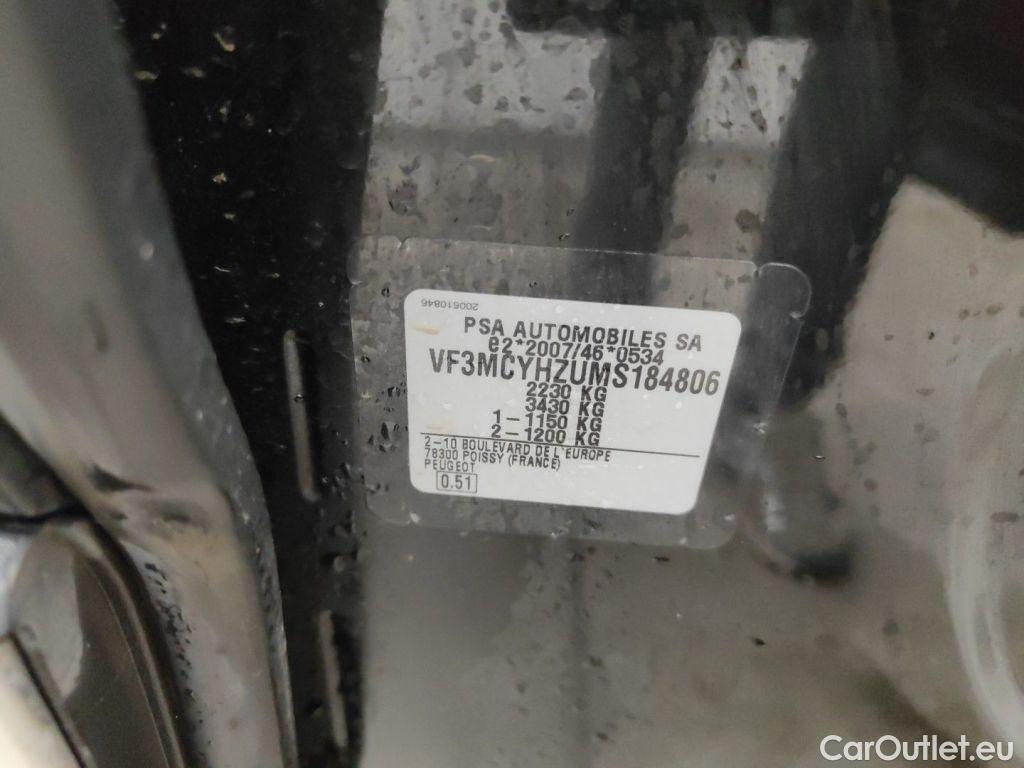 200610846
PSA AUTOMOBILES SA
e2*2007/46*0534
VF3MCYHZUMS184806
2230 KG
3430 KG
1-1150 KG
2-1200 KG
2-10 BOULEVARD DE L'EUROPE
78300 POISSY (FRANCE)
PEUGEOT
0.51
CarOutlet.eu